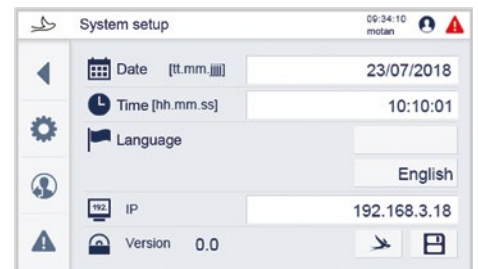 System setup
09:34:10
motan
Date [tt.mm.jjjj]
23/07/2018
Time [hh.mm.ss]
10:10:01
Language
English
192.
IP
192.168.3.18
Version 0.0